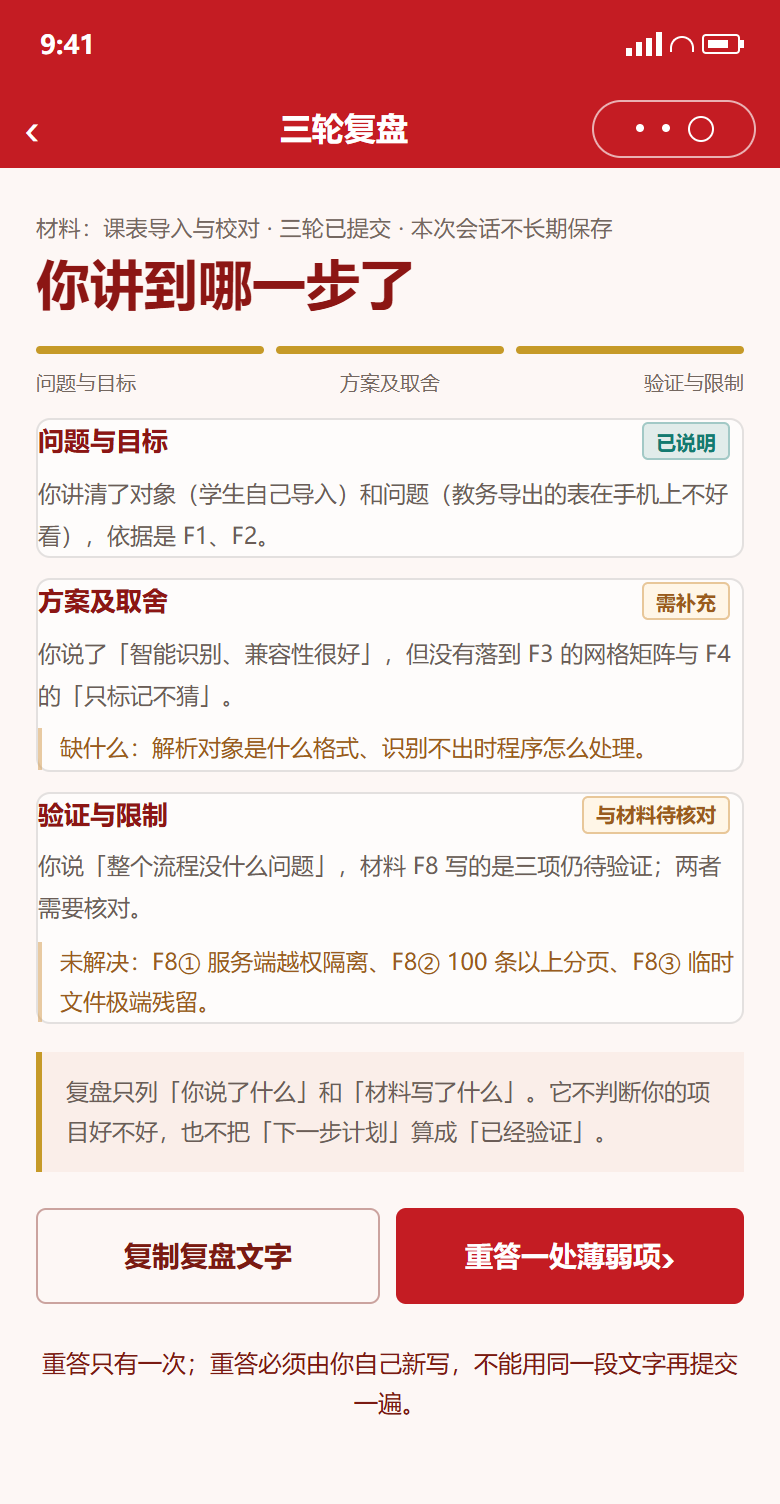 9:41
‹
三轮复盘
材料：课表导入与校对 · 三轮已提交 · 本次会话不长期保存
你讲到哪一步了
问题与目标
方案及取舍
验证与限制
问题与目标
已说明
你讲清了对象（学生自己导入）和问题（教务导出的表在手机上不好
看），依据是 F1、F2。
方案及取舍
需补充
你说了「智能识别、兼容性很好」，但没有落到 F3 的网格矩阵与 F4
的「只标记不猜」。
缺什么：解析对象是什么格式、识别不出时程序怎么处理。
验证与限制
与材料待核对
你说「整个流程没什么问题」，材料 F8 写的是三项仍待验证；两者
需要核对。
未解决：F8① 服务端越权隔离、F8② 100 条以上分页、F8③ 临时
文件极端残留。
复盘只列「你说了什么」和「材料写了什么」。它不判断你的项
目好不好，也不把「下一步计划」算成「已经验证」。
复制复盘文字
重答一处薄弱项›
重答只有一次；重答必须由你自己新写，不能用同一段文字再提交
一遍。